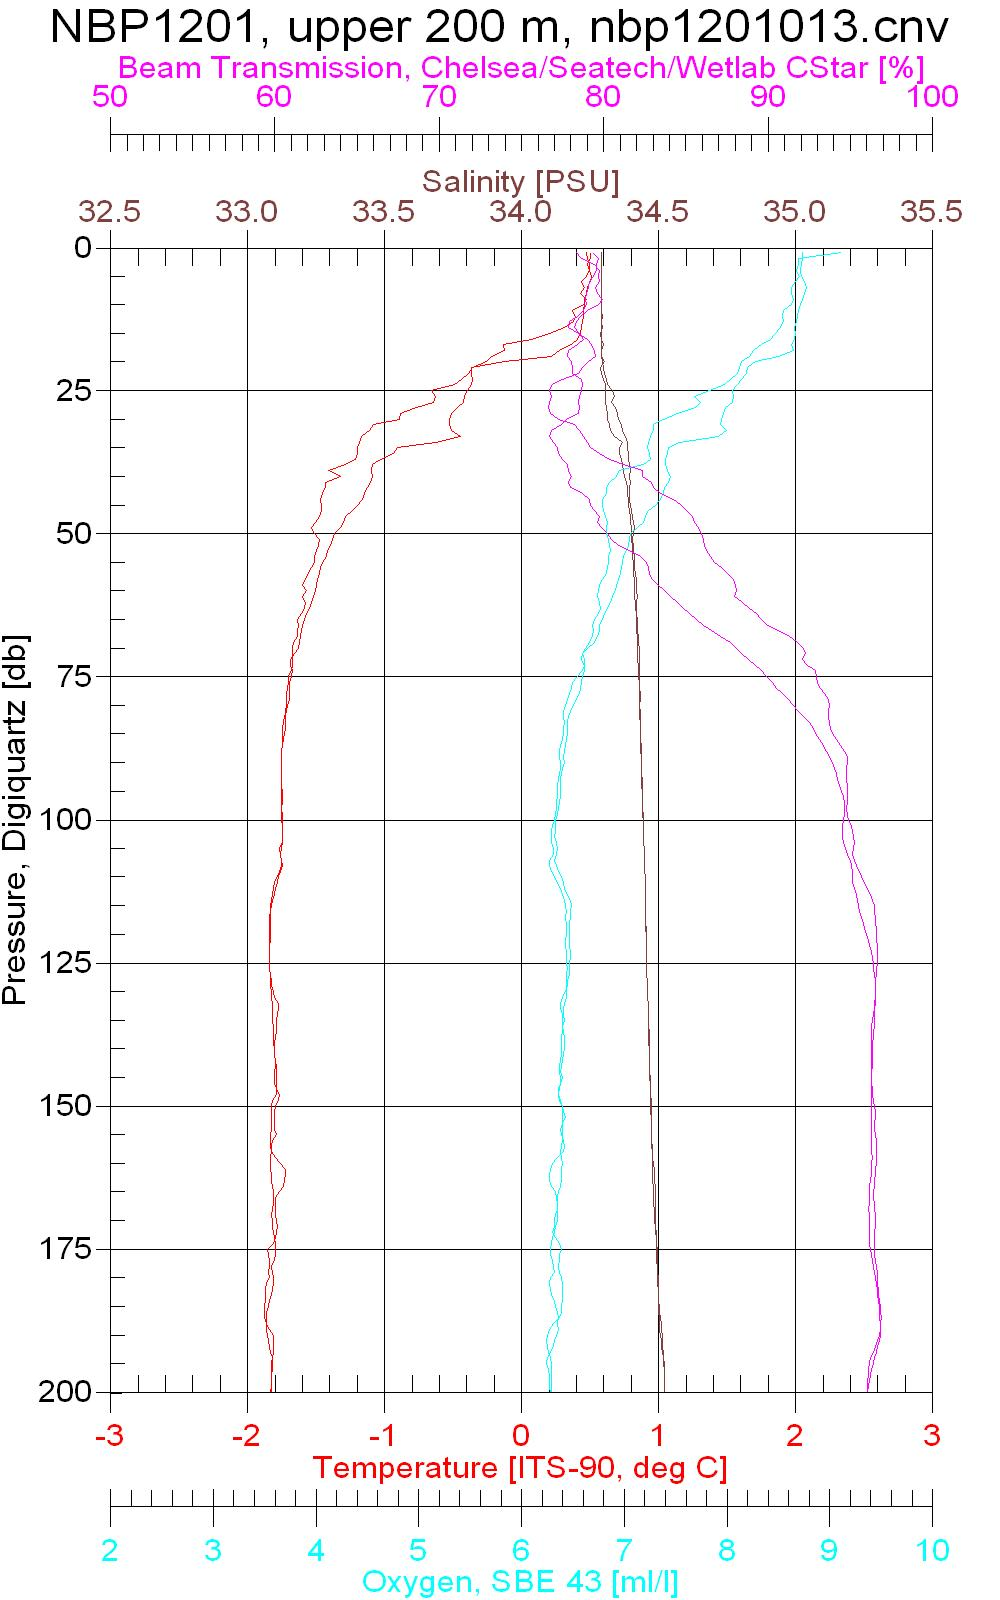 NBP1201, upper 200 m, nbp1201013.cnv
Beam Transmission, Chelsea/Seatech/Wetlab CStar [%]
50 60 70 80 90 100
Salinity [PSU]
32.5 33.0 33.5 34.0 34.5 35.0 35.5
0
25
50
75
100
125
150
175
200
Pressure, Digiquartz [db]
-3 -2 -1 0 1 2 3
Temperature [ITS-90, deg C]
2 3 4 5 6 7 8 9 10
Oxygen, SBE 43 [ml/l]